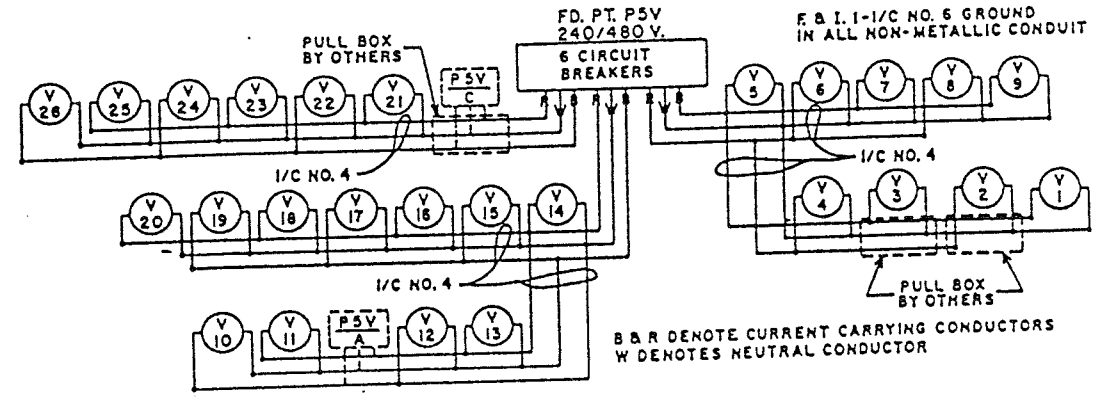 FD. PT. P5V
240/480 V.
6 CIRCUIT
BREAKERS
F. & I. 1-1/C NO. 6 GROUND
IN ALL NON-METALLIC CONDUIT
PULL BOX
BY OTHERS
P 5V
C
V
26
V
25
V
24
V
23
V
22
V
21
R
B
R
B
R
B
V
5
V
6
V
7
V
8
V
9
1/C NO. 4
1/C NO. 4
V
20
V
19
V
18
V
17
V
16
V
15
V
14
V
4
V
3
V
2
V
1
1/C NO. 4
PULL BOX
BY OTHERS
V
10
V
11
P 5V
A
V
12
V
13
B & R DENOTE CURRENT CARRYING CONDUCTORS
W DENOTES NEUTRAL CONDUCTOR